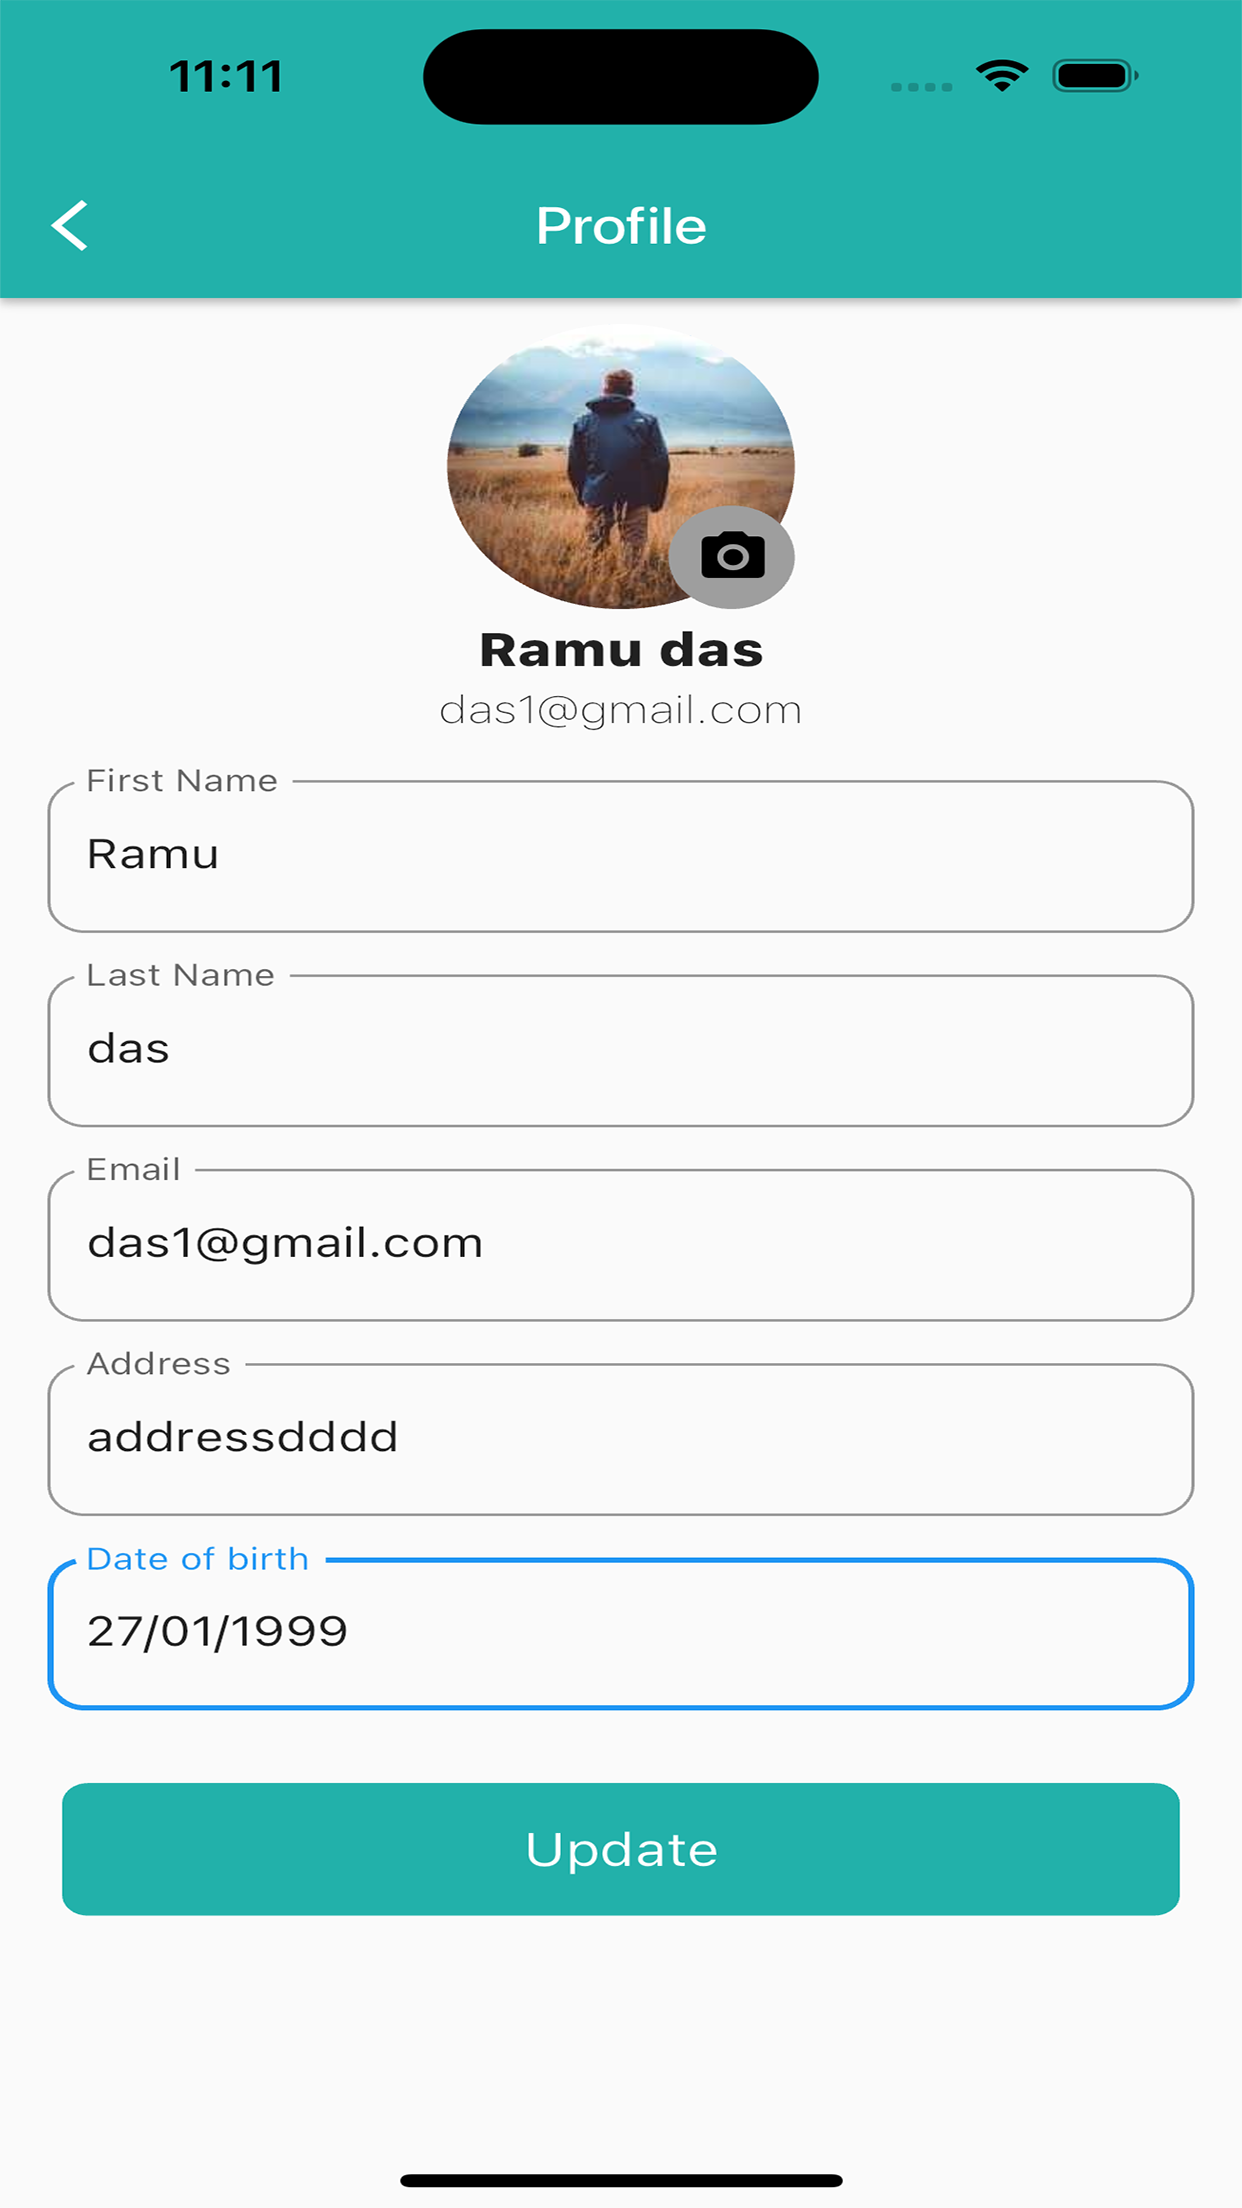 11:11
Profile
Ramu das
das1@gmail.com
First Name
Ramu
Last Name
das
Email
das1@gmail.com
Address
addressdddd
Date of birth
27/01/1999
Update